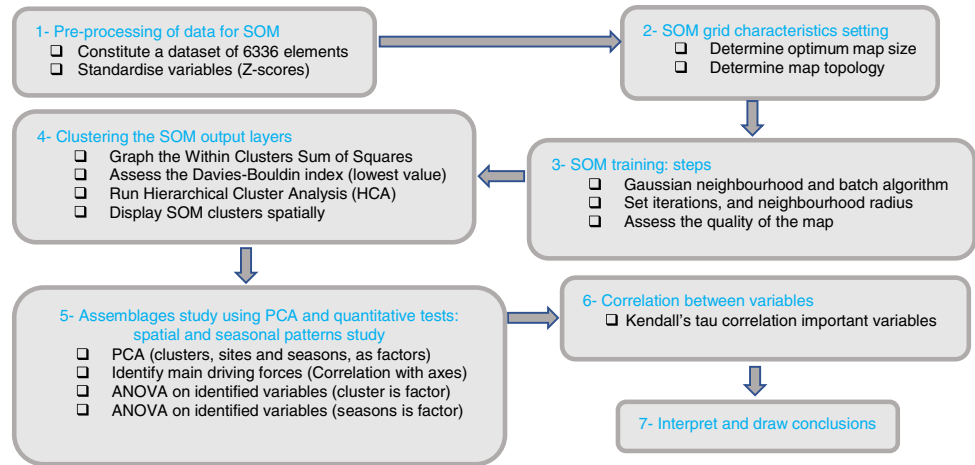 1- Pre-processing of data for SOM
❑ Constitute a dataset of 6336 elements
❑ Standardise variables (Z-scores)
2- SOM grid characteristics setting
❑ Determine optimum map size
❑ Determine map topology
3- SOM training: steps
❑ Gaussian neighbourhood and batch algorithm
❑ Set iterations, and neighbourhood radius
❑ Assess the quality of the map
4- Clustering the SOM output layers
❑ Graph the Within Clusters Sum of Squares
❑ Assess the Davies-Bouldin index (lowest value)
❑ Run Hierarchical Cluster Analysis (HCA)
❑ Display SOM clusters spatially
5- Assemblages study using PCA and quantitative tests:
spatial and seasonal patterns study
❑ PCA (clusters, sites and seasons, as factors)
❑ Identify main driving forces (Correlation with axes)
❑ ANOVA on identified variables (cluster is factor)
❑ ANOVA on identified variables (seasons is factor)
6- Correlation between variables
❑ Kendall's tau correlation important variables
7- Interpret and draw conclusions